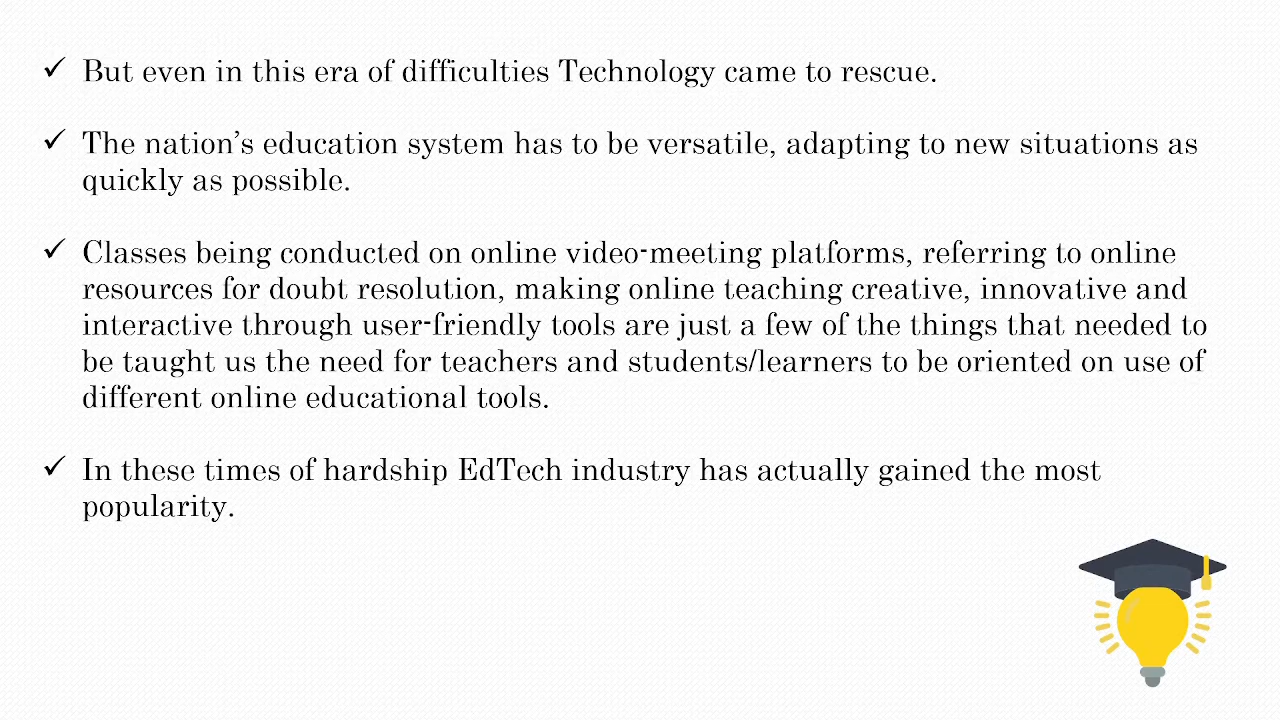 ✓ But even in this era of difficulties Technology came to rescue.
✓ The nation’s education system has to be versatile, adapting to new situations as
quickly as possible.
✓ Classes being conducted on online video-meeting platforms, referring to online
resources for doubt resolution, making online teaching creative, innovative and
interactive through user-friendly tools are just a few of the things that needed to
be taught us the need for teachers and students/learners to be oriented on use of
different online educational tools.
✓ In these times of hardship EdTech industry has actually gained the most
popularity.